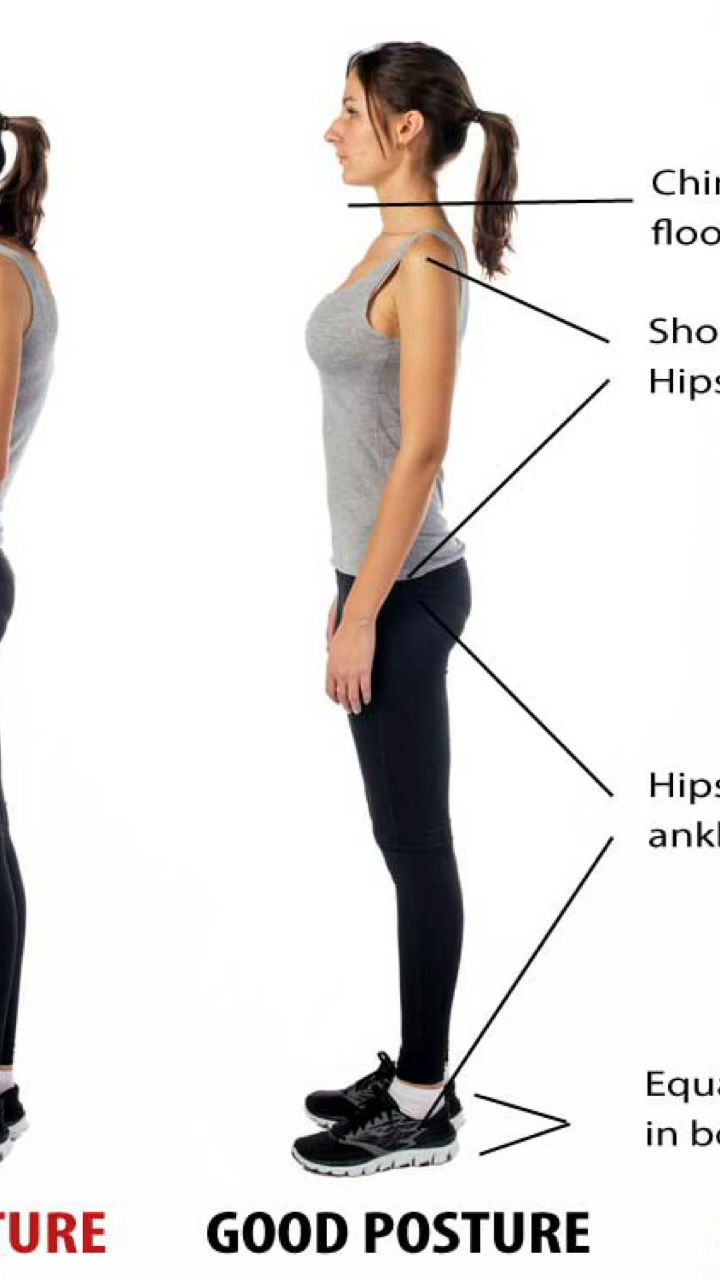 Chin
floo
Sho
Hips
Hips
ankl
Equa
in bo
TURE
GOOD POSTURE